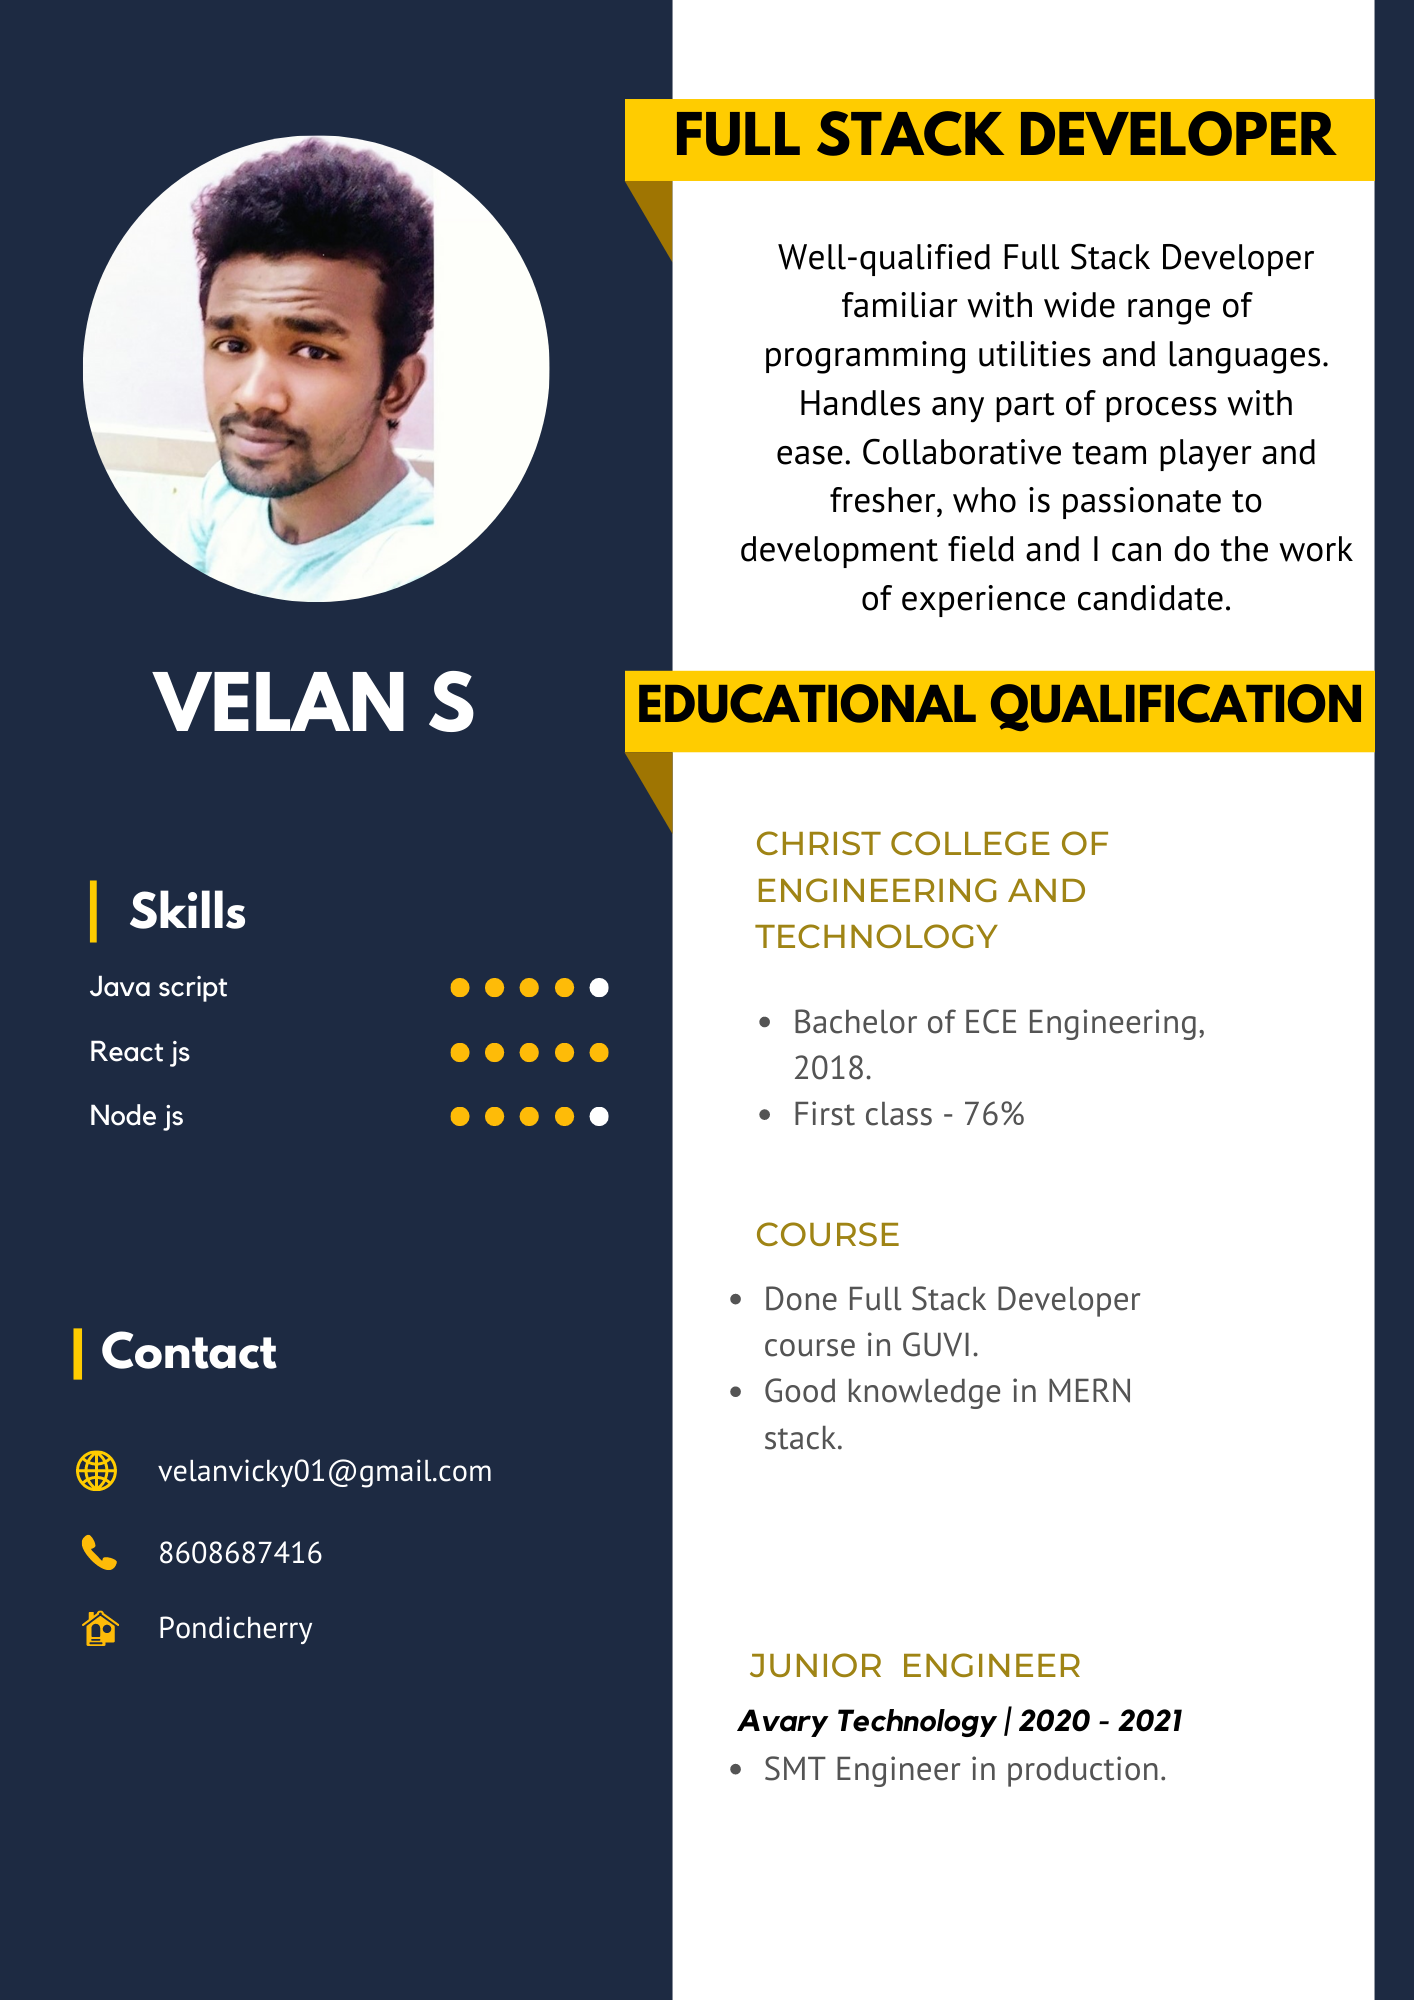 VELAN S
Skills
Java script
React js
Node js
Contact
velanvicky01@gmail.com
8608687416
Pondicherry
FULL STACK DEVELOPER
Well-qualified Full Stack Developer
familiar with wide range of
programming utilities and languages.
Handles any part of process with
ease. Collaborative team player and
fresher, who is passionate to
development field and I can do the work
of experience candidate.
EDUCATIONAL QUALIFICATION
CHRIST COLLEGE OF
ENGINEERING AND
TECHNOLOGY
• Bachelor of ECE Engineering,
2018.
• First class - 76%
COURSE
• Done Full Stack Developer
course in GUVI.
• Good knowledge in MERN
stack.
JUNIOR ENGINEER
Avary Technology | 2020 - 2021
• SMT Engineer in production.